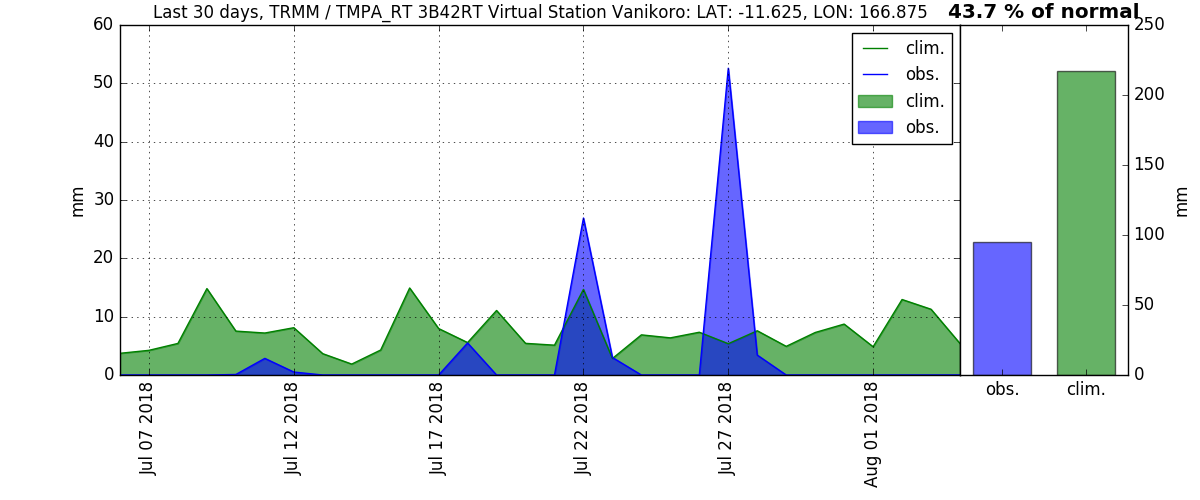 Last 30 days, TRMM / TMPA_RT 3B42RT Virtual Station Vanikoro: LAT: -11.625, LON: 166.875
43.7 % of normal
60
50
40
30
20
10
0
mm
clim.
obs.
clim.
obs.
Jul 07 2018
Jul 12 2018
Jul 17 2018
Jul 22 2018
Jul 27 2018
Aug 01 2018
250
200
150
100
50
0
mm
obs. clim.